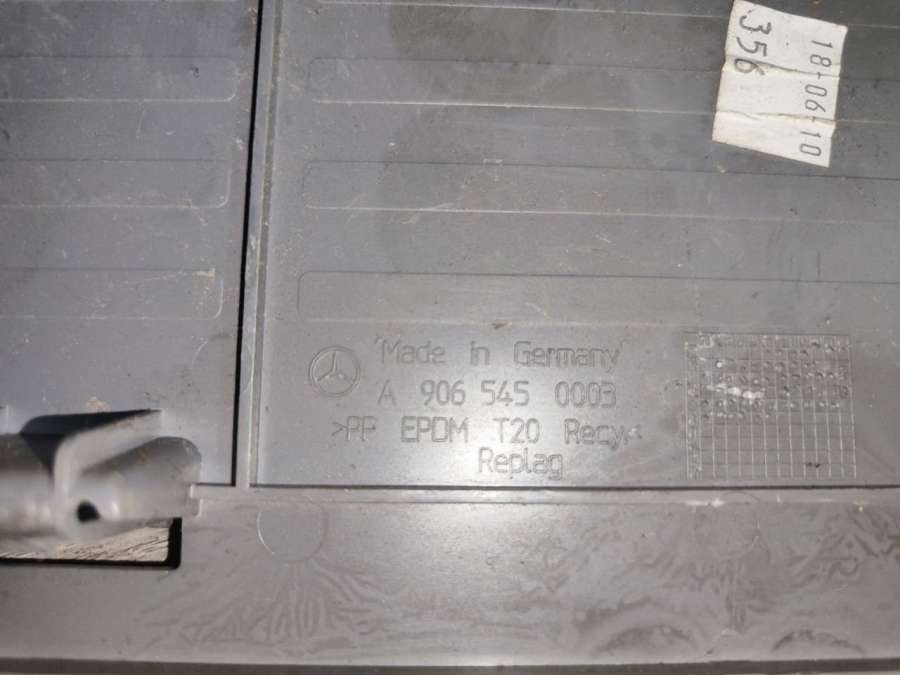 18-06-10
356
Made in Germany
A 906 545 0003
>PP EPDM T20 Recy<
Replag